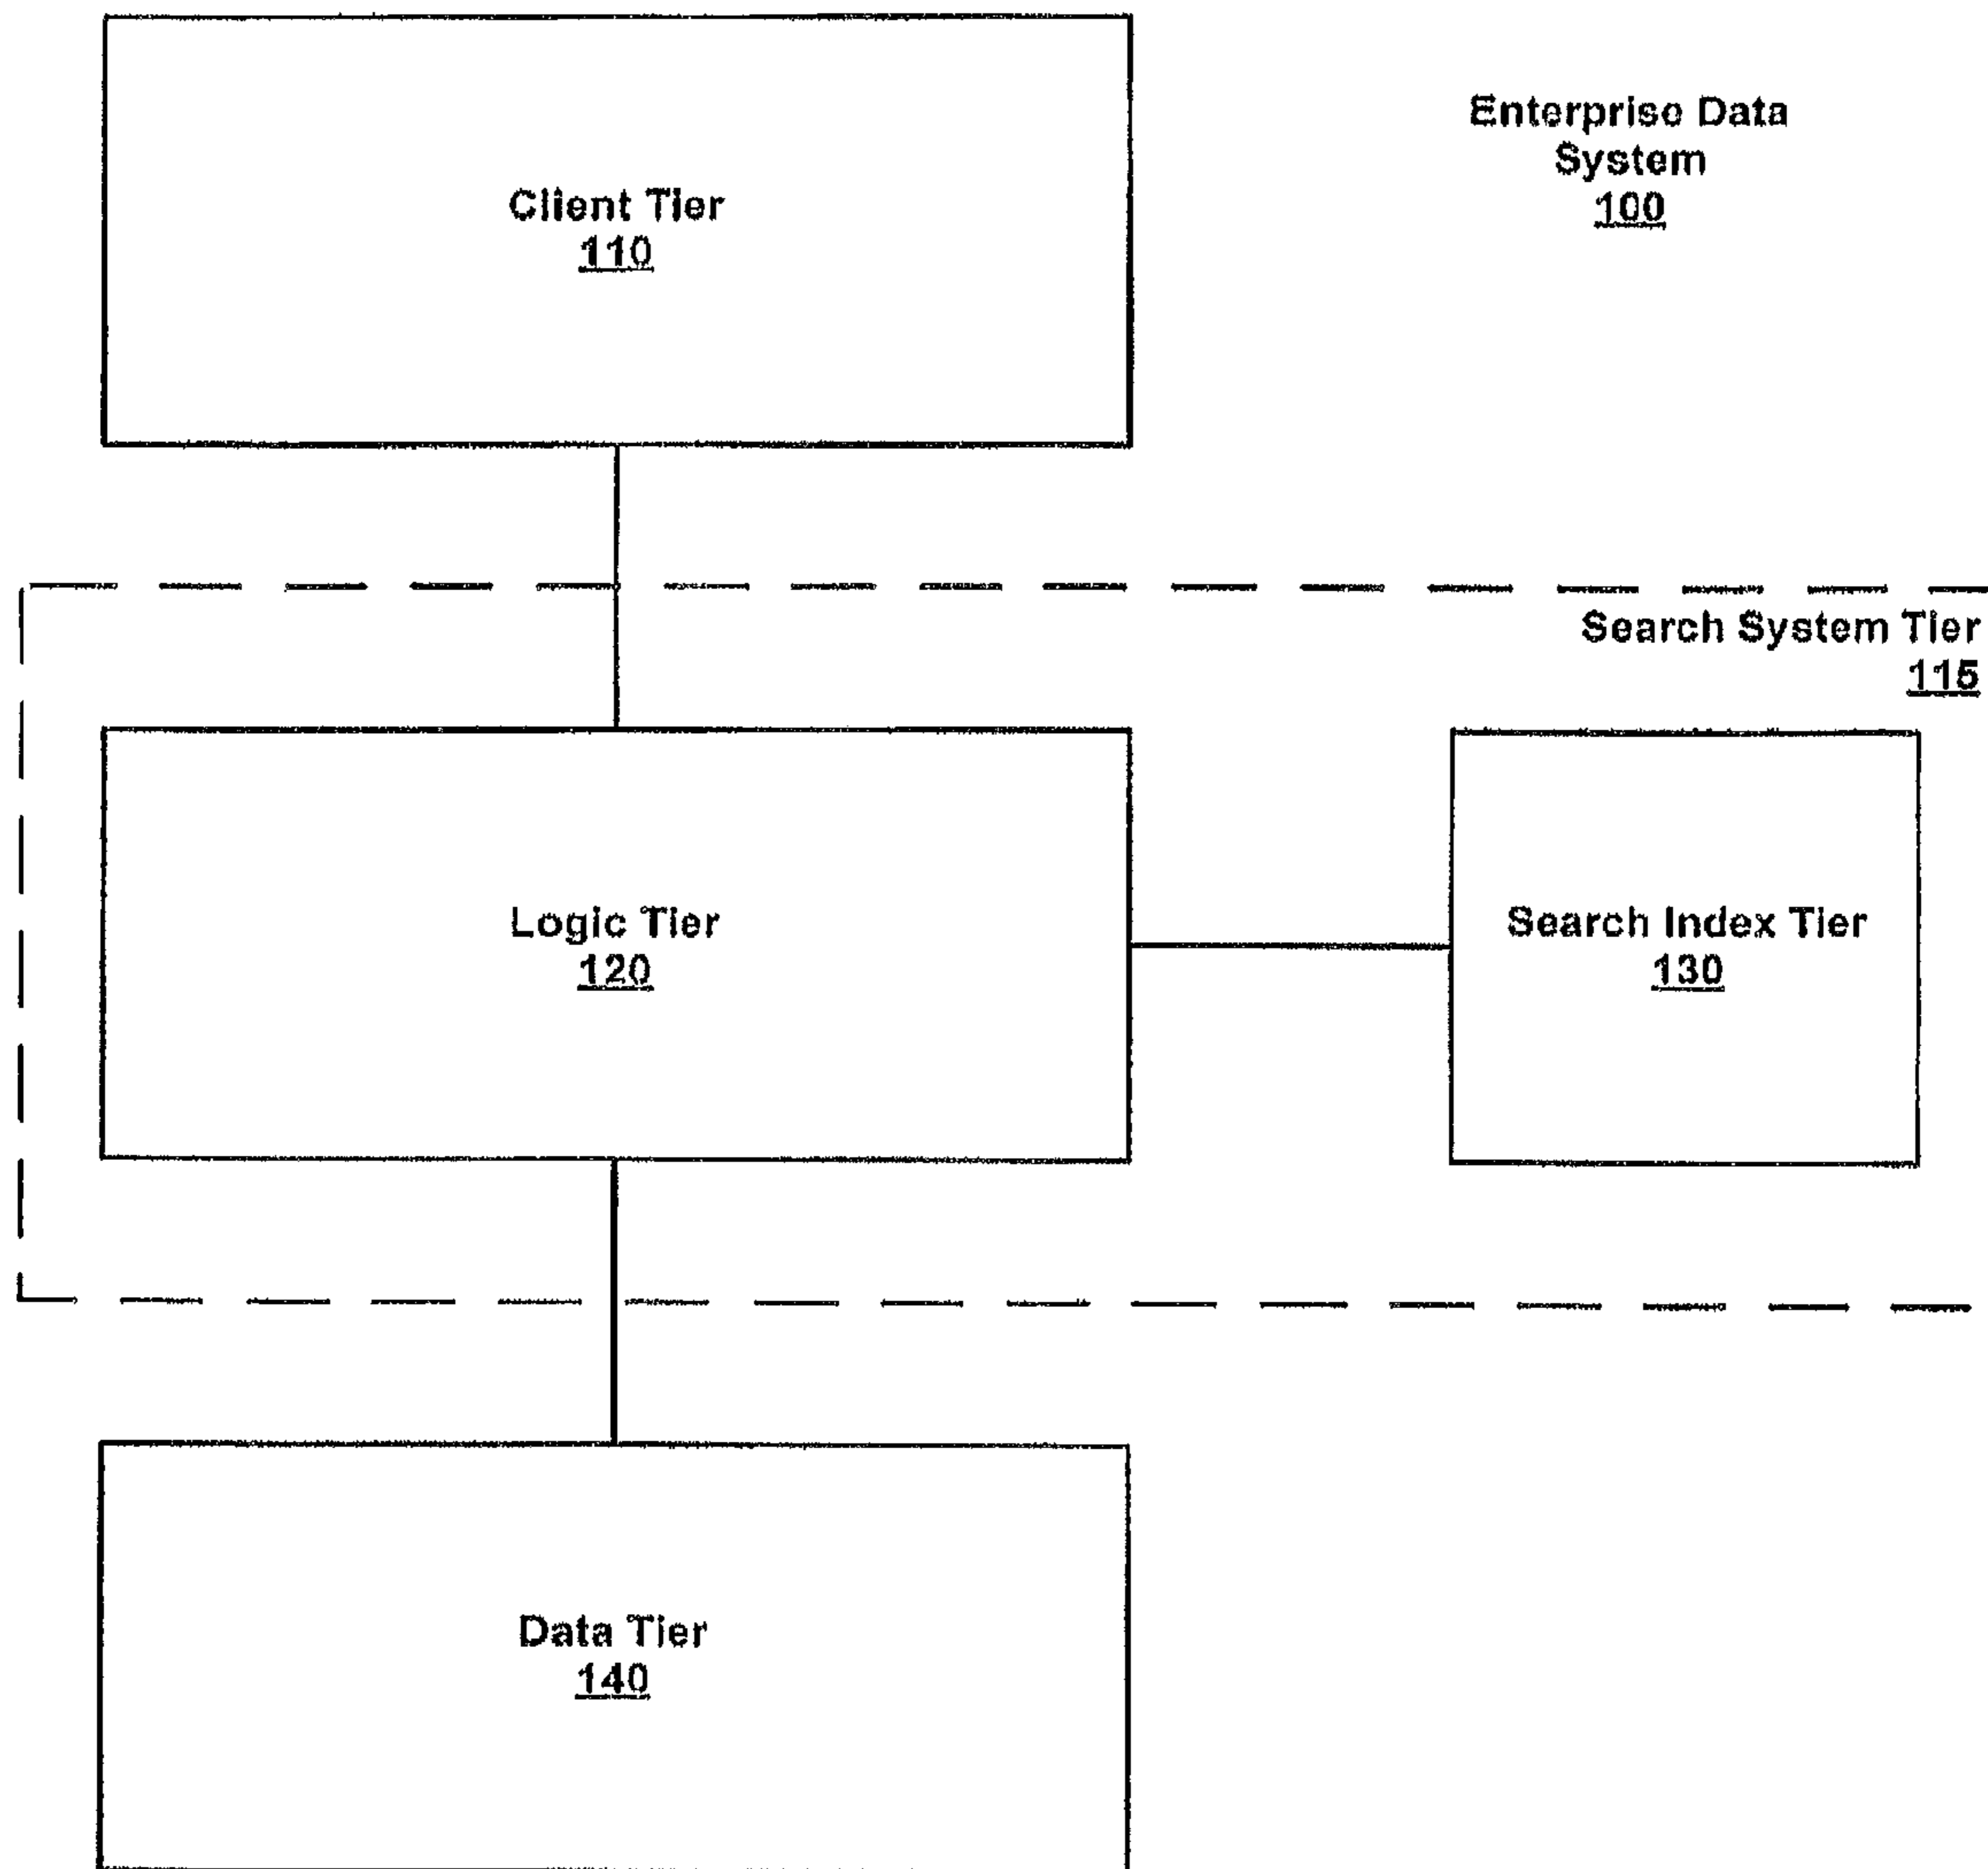 Client Tier
110
Enterprise Data
System
100
Search System Tier
115
Logic Tier
120
Search Index Tier
130
Data Tier
140